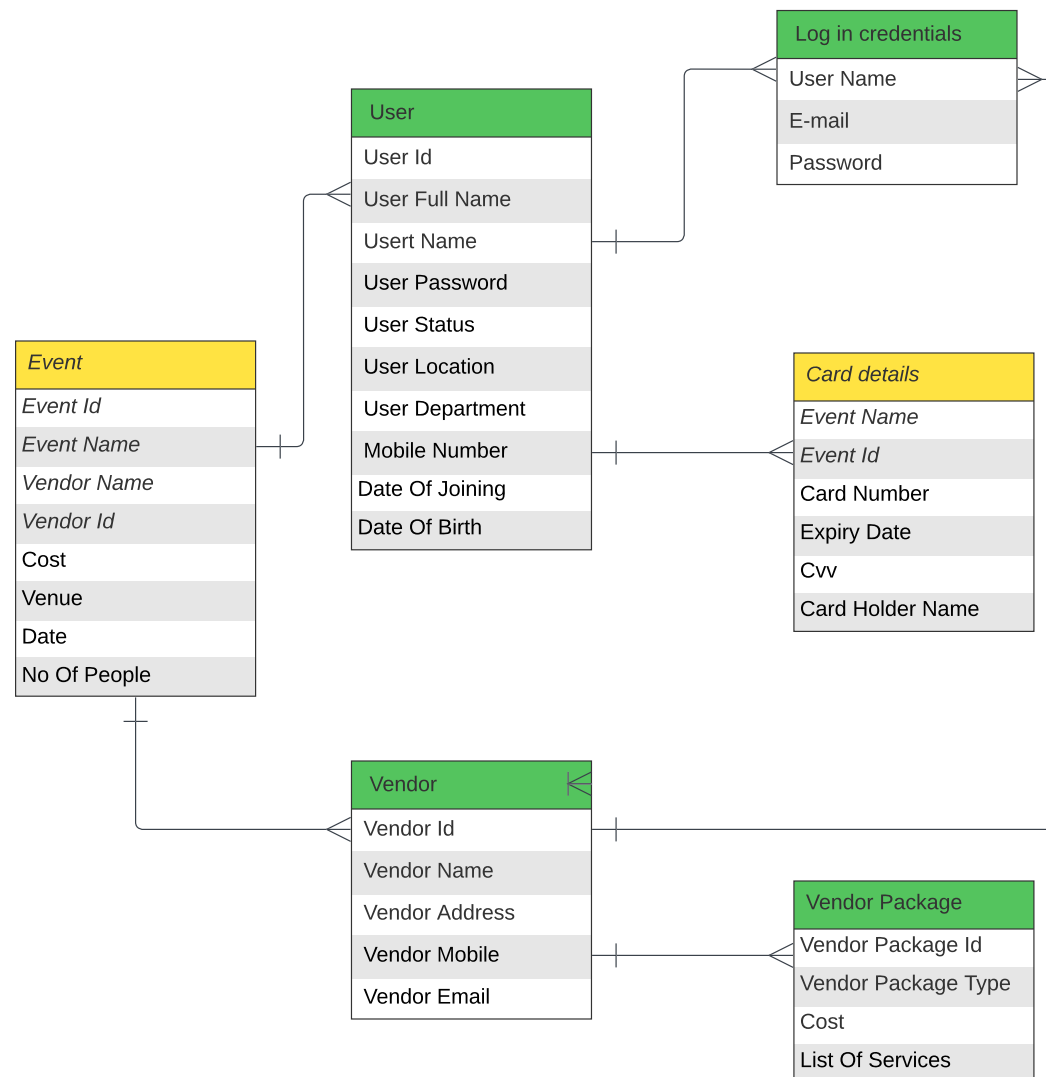 Log in credentials
User Name
E-mail
Password
User
User Id
User Full Name
Usert Name
User Password
User Status
User Location
User Department
Mobile Number
Date Of Joining
Date Of Birth
Event
Event Id
Event Name
Vendor Name
Vendor Id
Cost
Venue
Date
No Of People
Card details
Event Name
Event Id
Card Number
Expiry Date
Cvv
Card Holder Name
Vendor
Vendor Id
Vendor Name
Vendor Address
Vendor Mobile
Vendor Email
Vendor Package
Vendor Package Id
Vendor Package Type
Cost
List Of Services